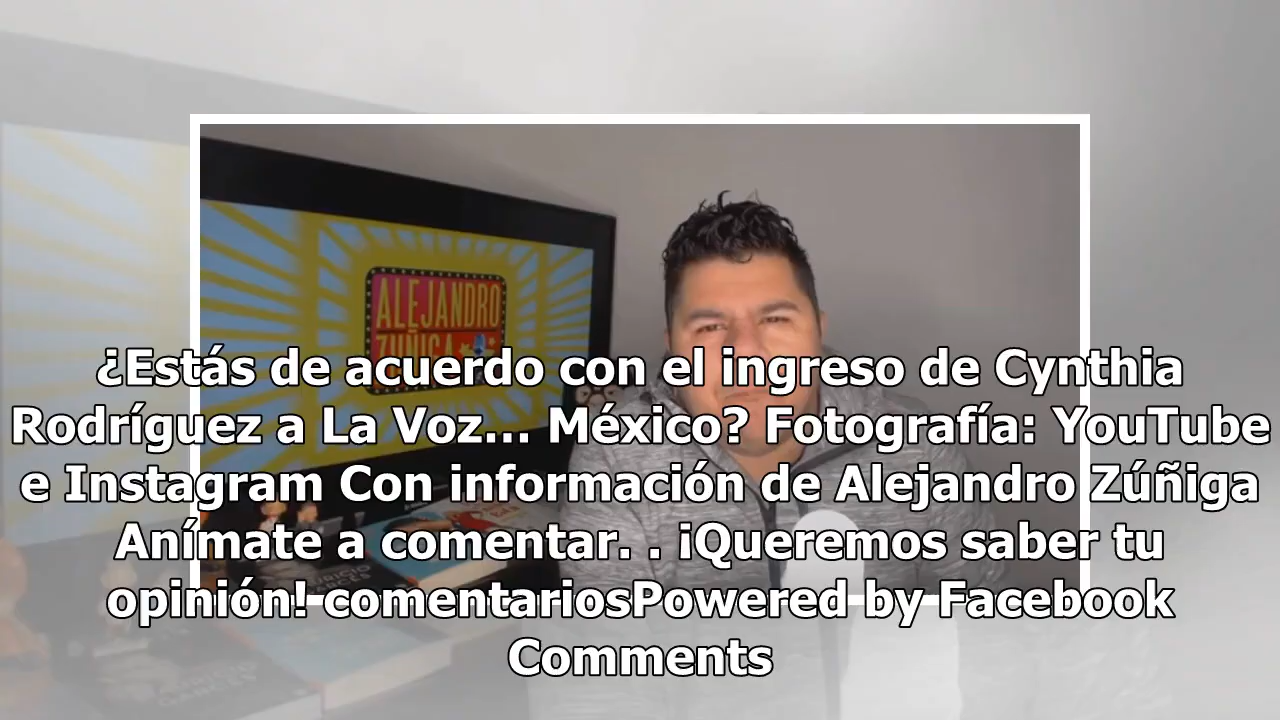 ALEJANDRO
ZUÑIGA
¿Estás de acuerdo con el ingreso de Cynthia
Rodríguez a La Voz... México? Fotografía: YouTube
e Instagram Con información de Alejandro Zúñiga
Anímate a comentar. . ¡Queremos saber tu
opinión! comentariosPowered by Facebook
Comments